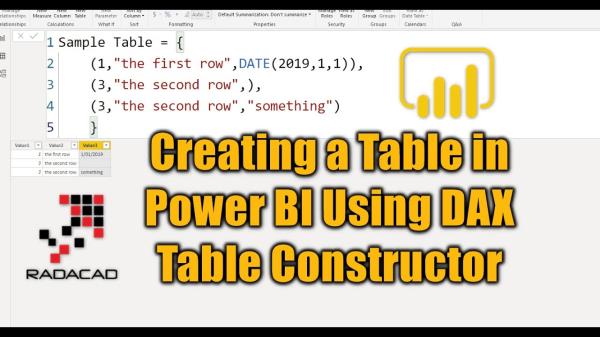 Relationships
New Measure
Quick Measure
New Column
New Table
New Parameter
Sort by Column
$ % , Auto
Default Summarization: Don't summarize
Manage Roles
View as Roles
New Group
Edit Groups
Mark as Date Table
Relationships
Calculations
What If
Sort
Formatting
Properties
Security
Groups
Calendars
Q&A
1 Sample Table = {
2 (1,"the first row",DATE(2019,1,1)),
3 (3,"the second row",),
4 (3,"the second row","something")
5 }
Value1 Value2 Value3
1 the first row 1/01/2019
3 the second row
3 the second row something
Creating a Table in
Power BI Using DAX
Table Constructor
RADACAD